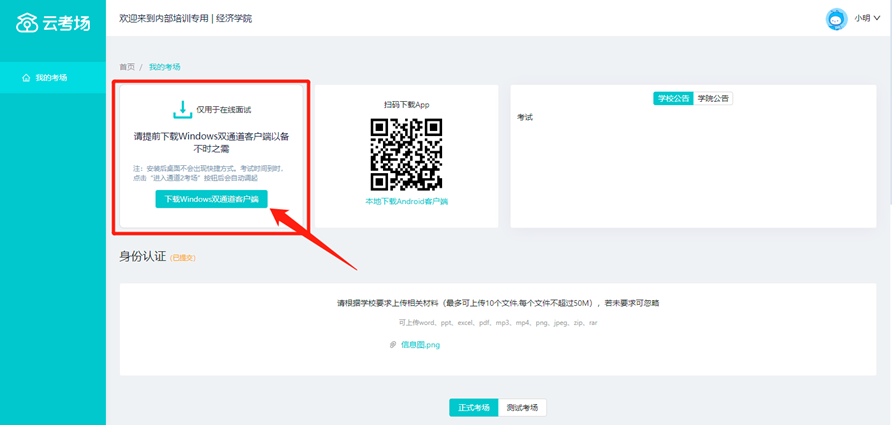 云考场
欢迎来到内部培训专用 | 经济学院
小明
我的考场
首页 / 我的考场
仅用于在线面试
请提前下载Windows双通道客户端以备
不时之需
注：安装后桌面不会出现快捷方式。考试时间到时，
点击“进入通道2考场”按钮后会自动调起
下载Windows双通道客户端
扫码下载App
本地下载Android客户端
学校公告 学院公告
考试
身份认证 (已提交)
请根据学校要求上传相关材料（最多可上传10个文件,每个文件不超过50M），若未要求可忽略
可上传word、ppt、excel、pdf、mp3、mp4、png、jpeg、zip、rar
信息图.png
正式考场 测试考场